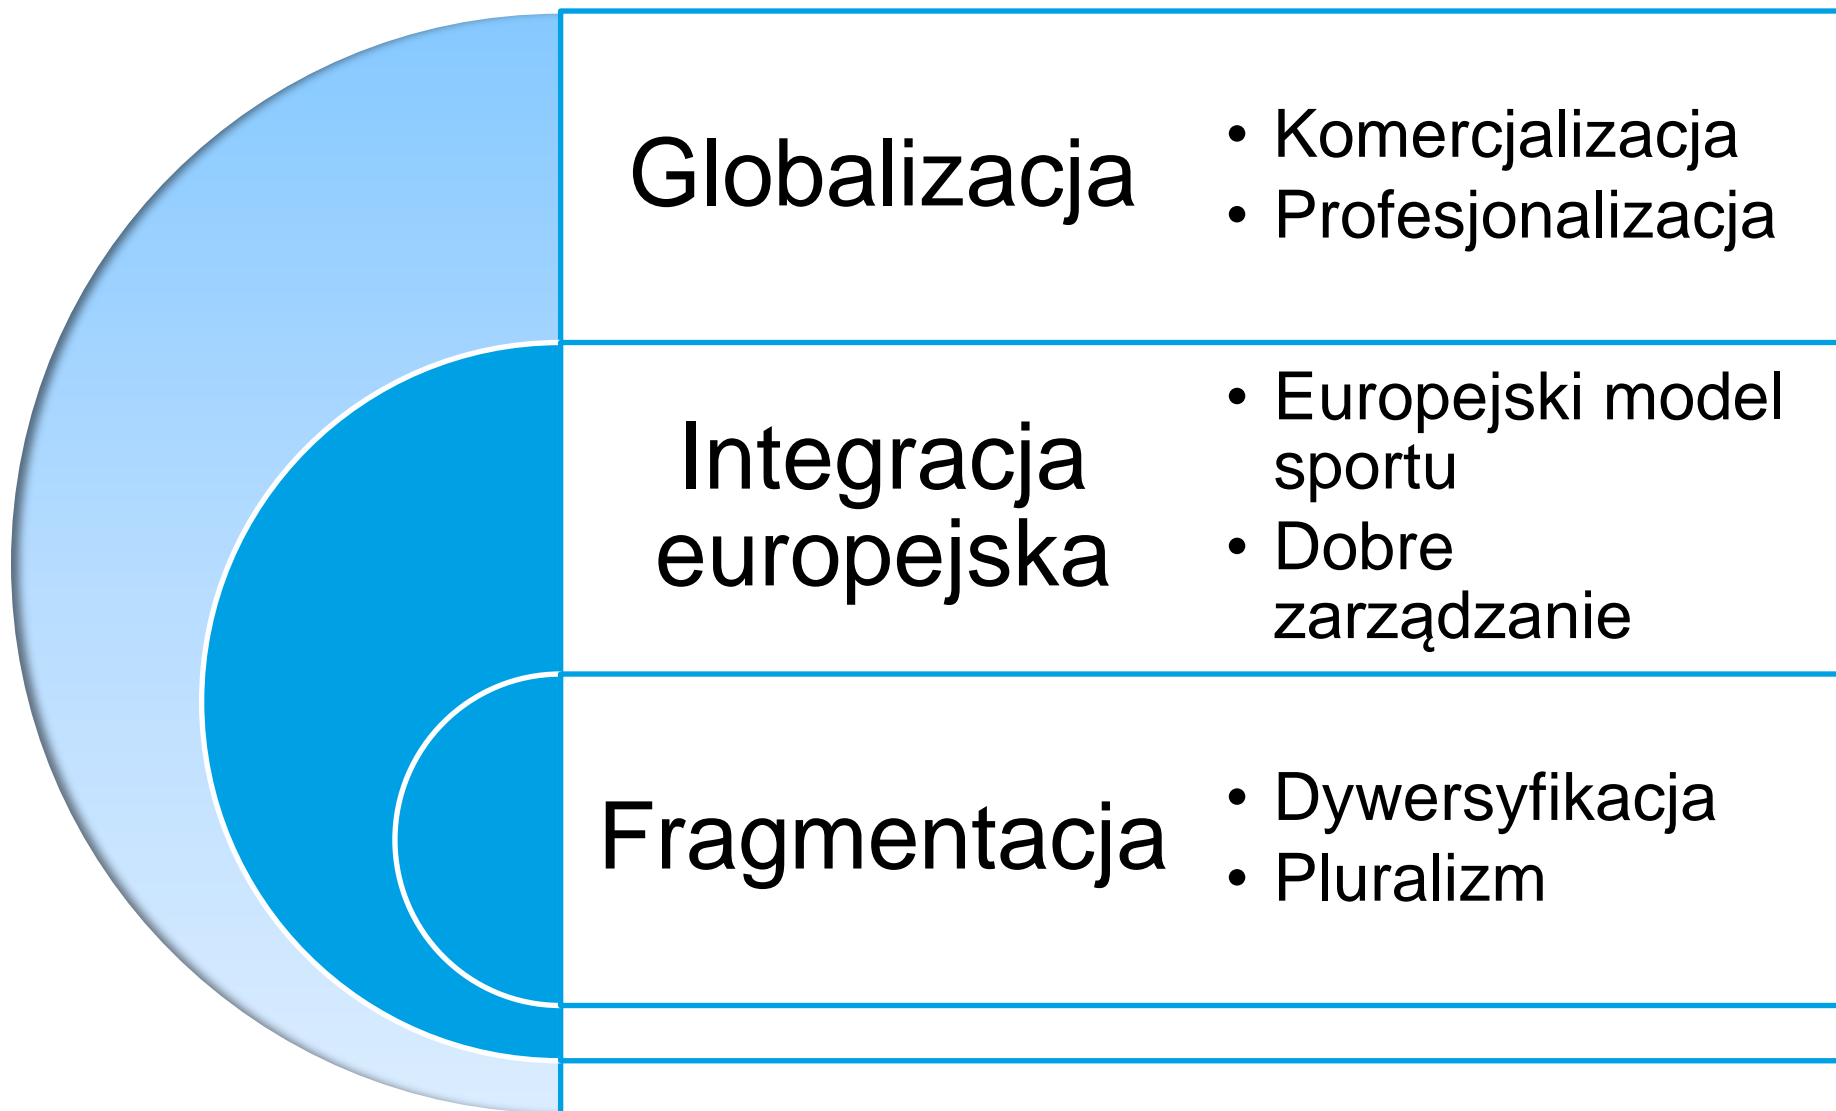 Globalizacja
• Komercjalizacja
• Profesjonalizacja
Integracja
europejska
• Europejski model
sportu
• Dobre
zarządzanie
Fragmentacja
• Dywersyfikacja
• Pluralizm